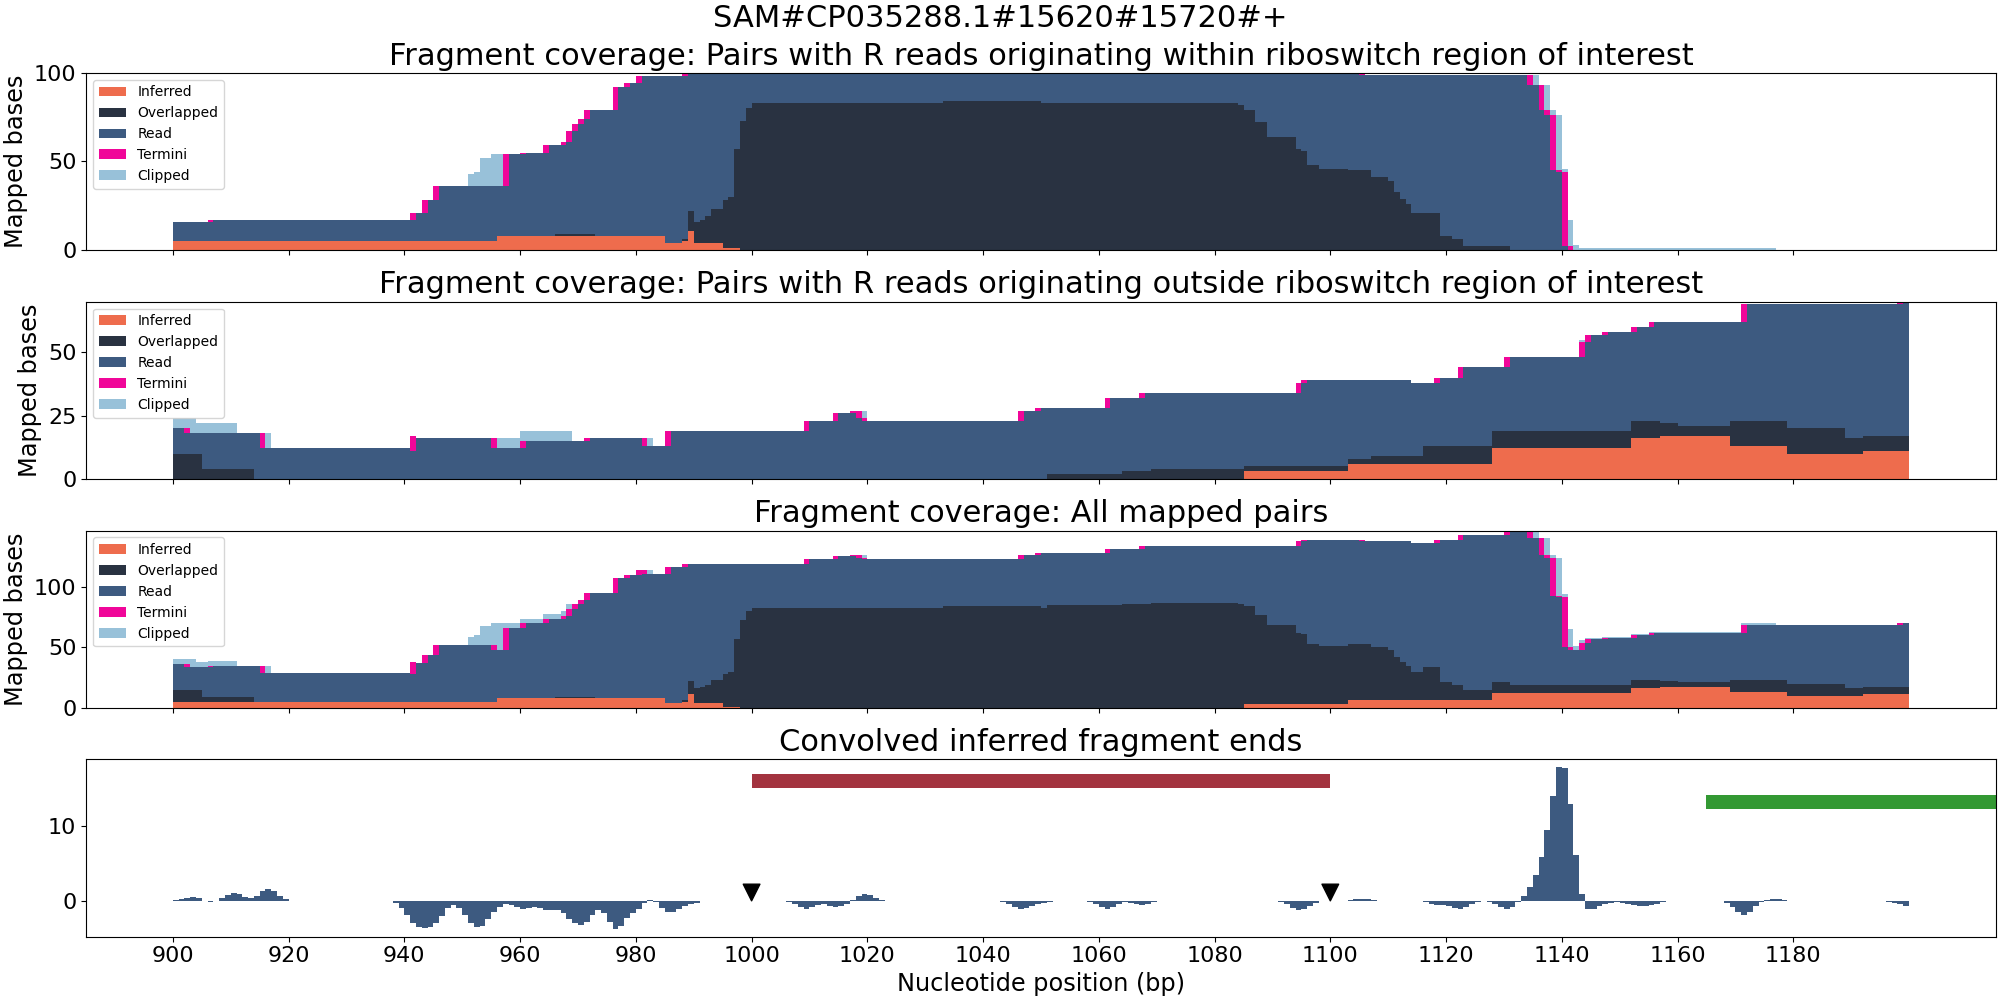 SAM#CP035288.1#15620#15720#+
Fragment coverage: Pairs with R reads originating within riboswitch region of interest
Mapped bases
100
50
0
Inferred
Overlapped
Read
Termini
Clipped
Fragment coverage: Pairs with R reads originating outside riboswitch region of interest
Mapped bases
50
25
0
Inferred
Overlapped
Read
Termini
Clipped
Fragment coverage: All mapped pairs
Mapped bases
100
50
0
Inferred
Overlapped
Read
Termini
Clipped
Convolved inferred fragment ends
10
0
900 920 940 960 980 1000 1020 1040 1060 1080 1100 1120 1140 1160 1180
Nucleotide position (bp)